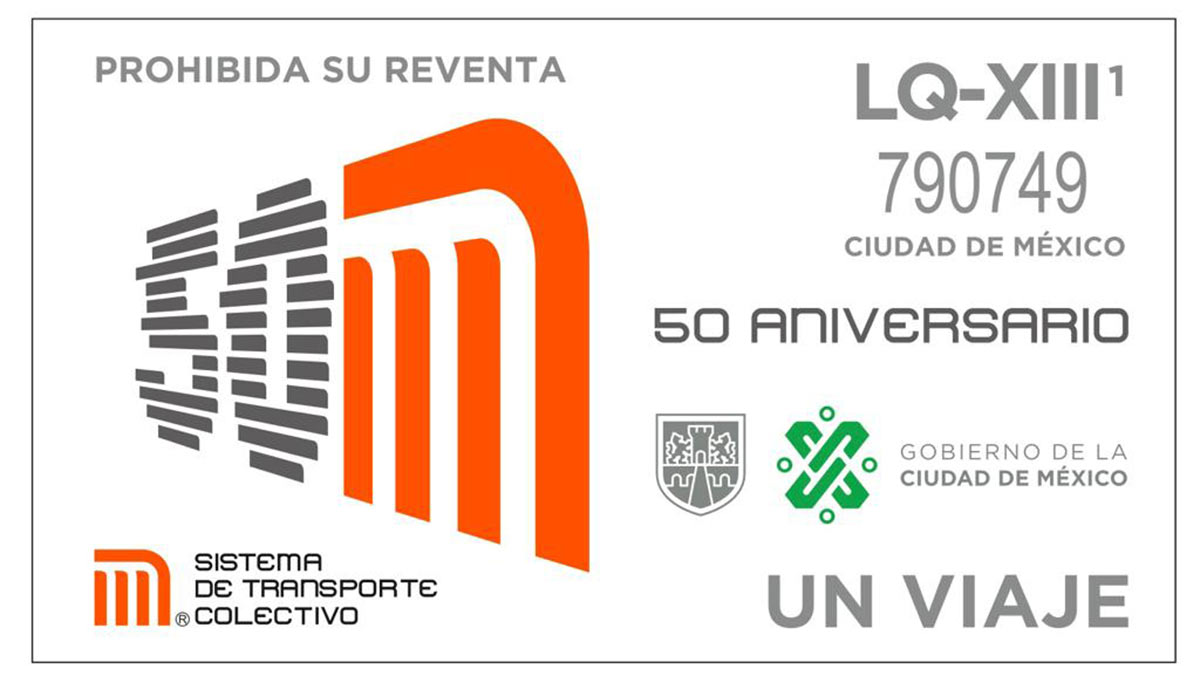 PROHIBIDA SU REVENTA
LQ-XIII¹
790749
CIUDAD DE MÉXICO
50
50 ANIVERSARIO
GOBIERNO DE LA
CIUDAD DE MÉXICO
SISTEMA
DE TRANSPORTE
®COLECTIVO
UN VIAJE